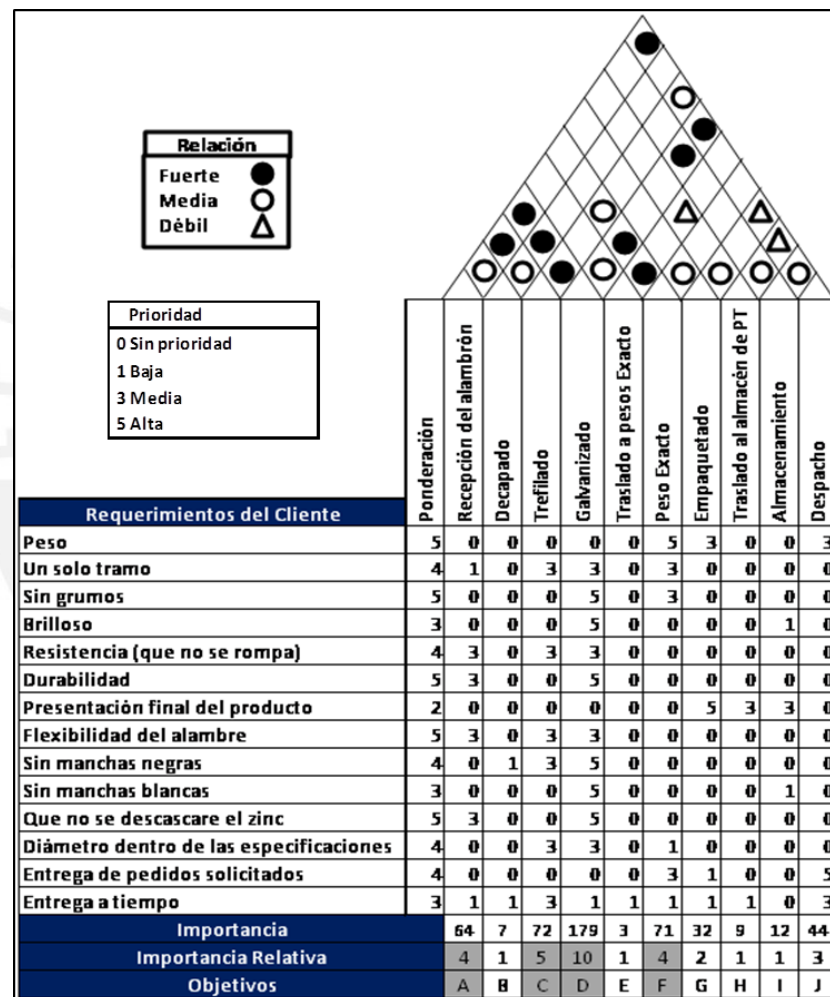 Relación
Fuerte
Media
Débil
Prioridad
0 Sin prioridad
1 Baja
3 Media
5 Alta
Requerimientos del Cliente Ponderación Recepción del alambrón Decapado Trefilado Galvanizado Traslado a pesos Exacto Peso Exacto Empaquetado Traslado al almacén de PT Almacenamiento Despacho
Peso 5 0 0 0 0 0 5 3 0 0 3
Un solo tramo 4 1 0 3 3 0 3 0 0 0 0
Sin grumos 5 0 0 0 5 0 3 0 0 0 0
Brilloso 3 0 0 0 5 0 0 0 0 1 0
Resistencia (que no se rompa) 4 3 0 3 3 0 0 0 0 0 0
Durabilidad 5 3 0 0 5 0 0 0 0 0 0
Presentación final del producto 2 0 0 0 0 0 0 5 3 3 0
Flexibilidad del alambre 5 3 0 3 3 0 0 0 0 0 0
Sin manchas negras 4 0 1 3 5 0 0 0 0 0 0
Sin manchas blancas 3 0 0 0 5 0 0 0 0 1 0
Que no se descascare el zinc 5 3 0 0 5 0 0 0 0 0 0
Diámetro dentro de las especificaciones 4 0 0 3 3 0 1 0 0 0 0
Entrega de pedidos solicitados 4 0 0 0 0 0 3 1 0 0 5
Entrega a tiempo 3 1 1 3 1 1 1 1 1 0 3
Importancia 64 7 72 179 3 71 32 9 12 44
Importancia Relativa 4 1 5 10 1 4 2 1 1 3
Objetivos A B C D E F G H I J